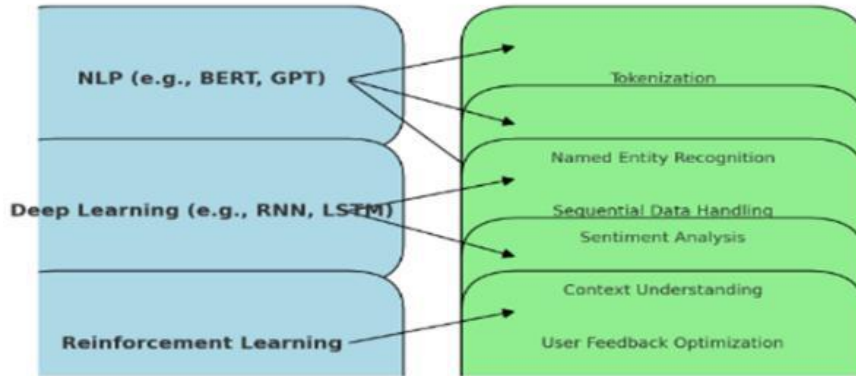 NLP (e.g., BERT, GPT)
Deep Learning (e.g., RNN, LSTM)
Reinforcement Learning
Tokenization
Named Entity Recognition
Sequential Data Handling
Sentiment Analysis
Context Understanding
User Feedback Optimization